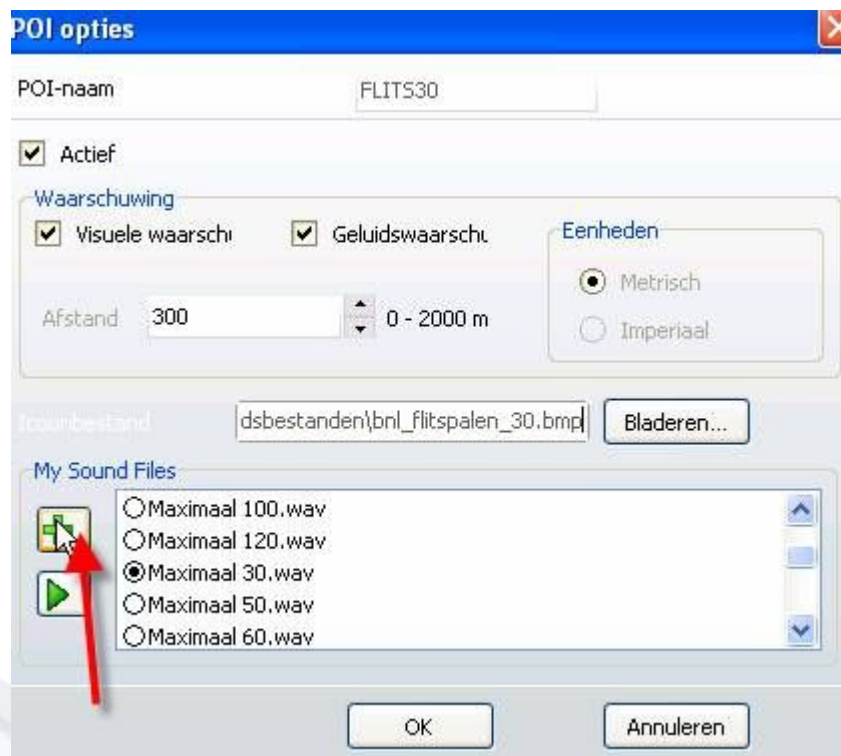 POI opties
POI-naam FLITS30
Actief
Waarschuwing
Visuele waarschu Geluidswaarschu
Eenheden
Metrisch
Afstand 300 0 - 2000 m
Imperiaal
Icoonbestand dsbestanden\bnl_flitspalen_30.bmp Bladeren...
My Sound Files
Maximaal 100.wav
Maximaal 120.wav
Maximaal 30.wav
Maximaal 50.wav
Maximaal 60.wav
OK Annuleren